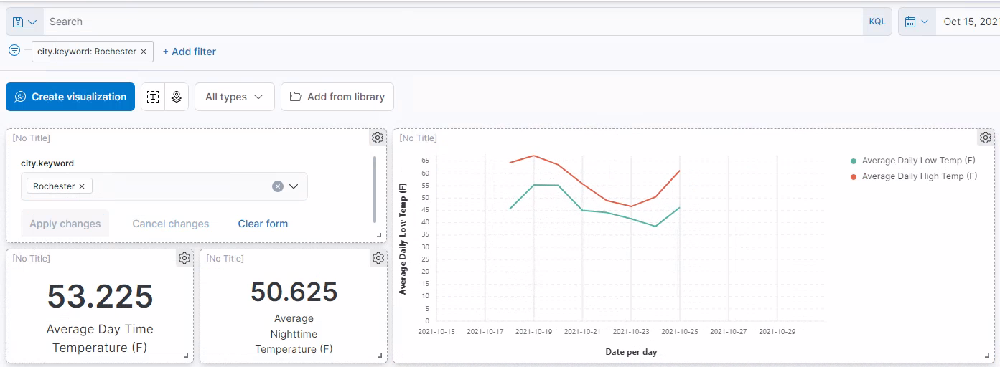 Search
KQL
Oct 15, 2021
city.keyword: Rochester
+ Add filter
Create visualization
All types
Add from library
[No Title]
city.keyword
Rochester
Apply changes
Cancel changes
Clear form
[No Title]
53.225
Average Day Time
Temperature (F)
[No Title]
50.625
Average
Nighttime
Temperature (F)
[No Title]
Average Daily Low Temp (F)
65
60
55
50
45
40
35
30
25
20
15
10
5
0
2021-10-15
2021-10-17
2021-10-19
2021-10-21
2021-10-23
2021-10-25
2021-10-27
2021-10-29
Date per day
Average Daily Low Temp (F)
Average Daily High Temp (F)